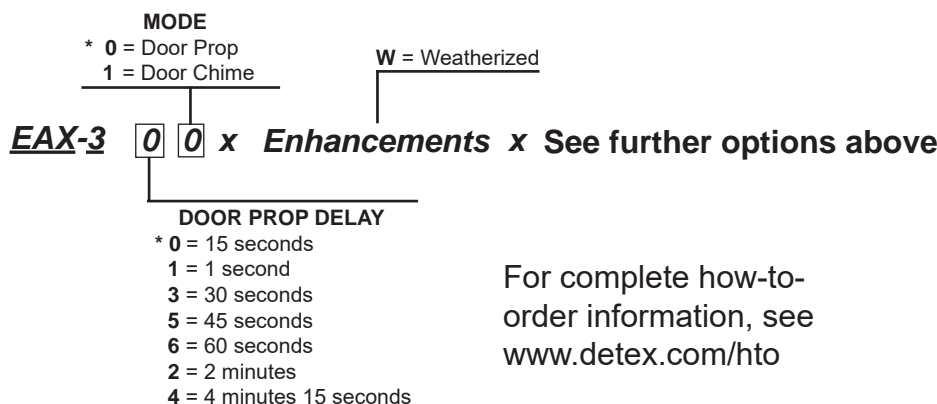 MODE
* 0 = Door Prop
1 = Door Chime
W = Weatherized
EAX-3 0 0 x Enhancements x See further options above
DOOR PROP DELAY
* 0 = 15 seconds
1 = 1 second
3 = 30 seconds
5 = 45 seconds
6 = 60 seconds
2 = 2 minutes
4 = 4 minutes 15 seconds
For complete how-to-
order information, see
www.detex.com/hto